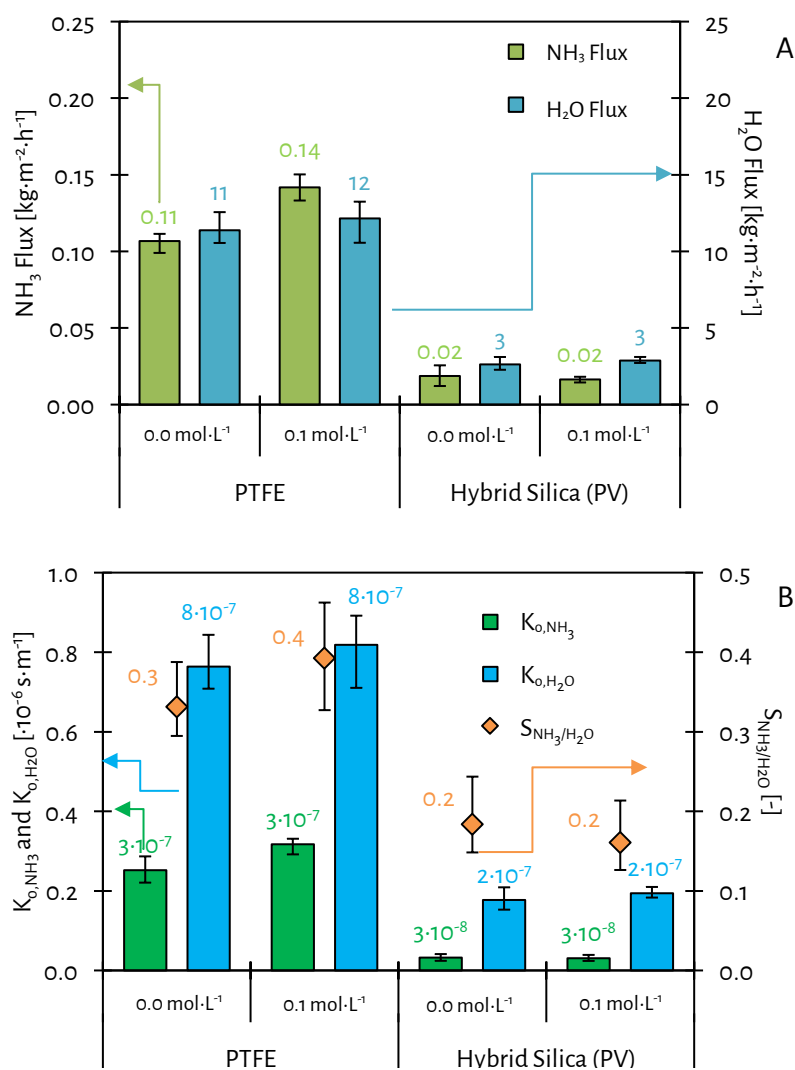 A
NH₃ Flux
H₂O Flux
NH₃ Flux [kg·m⁻²·h⁻¹]
H₂O Flux [kg·m⁻²·h⁻¹]
0.25
0.20
0.15
0.10
0.05
0.00
25
20
15
10
5
0
0.11
11
0.14
12
0.02
3
0.02
3
0.0 mol·L⁻¹
0.1 mol·L⁻¹
0.0 mol·L⁻¹
0.1 mol·L⁻¹
PTFE
Hybrid Silica (PV)
B
K₀,NH₃
K₀,H₂O
S NH₃/H₂O
K₀,NH₃ and K₀,H2O [·10⁻⁶ s·m⁻¹]
S NH3/H2O [-]
1.0
0.8
0.6
0.4
0.2
0.0
0.5
0.4
0.3
0.2
0.1
0.0
0.3
8·10⁻⁷
0.4
8·10⁻⁷
3·10⁻⁷
3·10⁻⁷
0.2
2·10⁻⁷
0.2
2·10⁻⁷
3·10⁻⁸
3·10⁻⁸
0.0 mol·L⁻¹
0.1 mol·L⁻¹
0.0 mol·L⁻¹
0.1 mol·L⁻¹
PTFE
Hybrid Silica (PV)